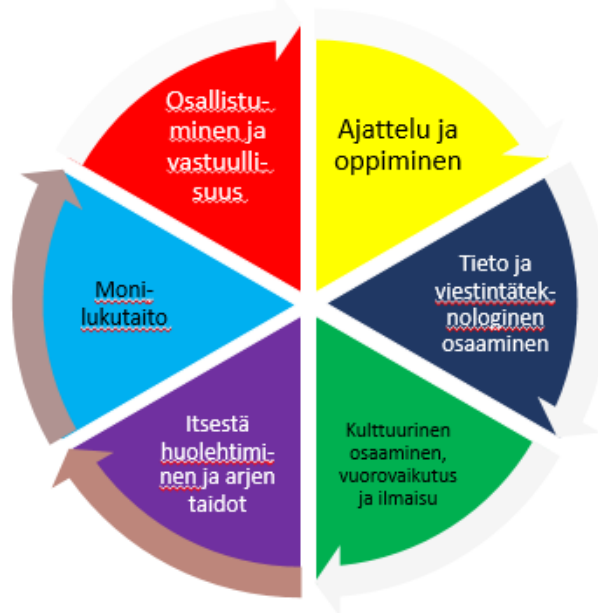 Osallistu-
minen ja
vastuulli-
suus
Ajattelu ja
oppiminen
Tieto ja
viestintätek-
nologinen
osaaminen
Kulttuurinen
osaaminen,
vuorovaikutus
ja ilmaisu
Itsestä
huolehtimi-
nen ja arjen
taidot
Moni-
lukutaito